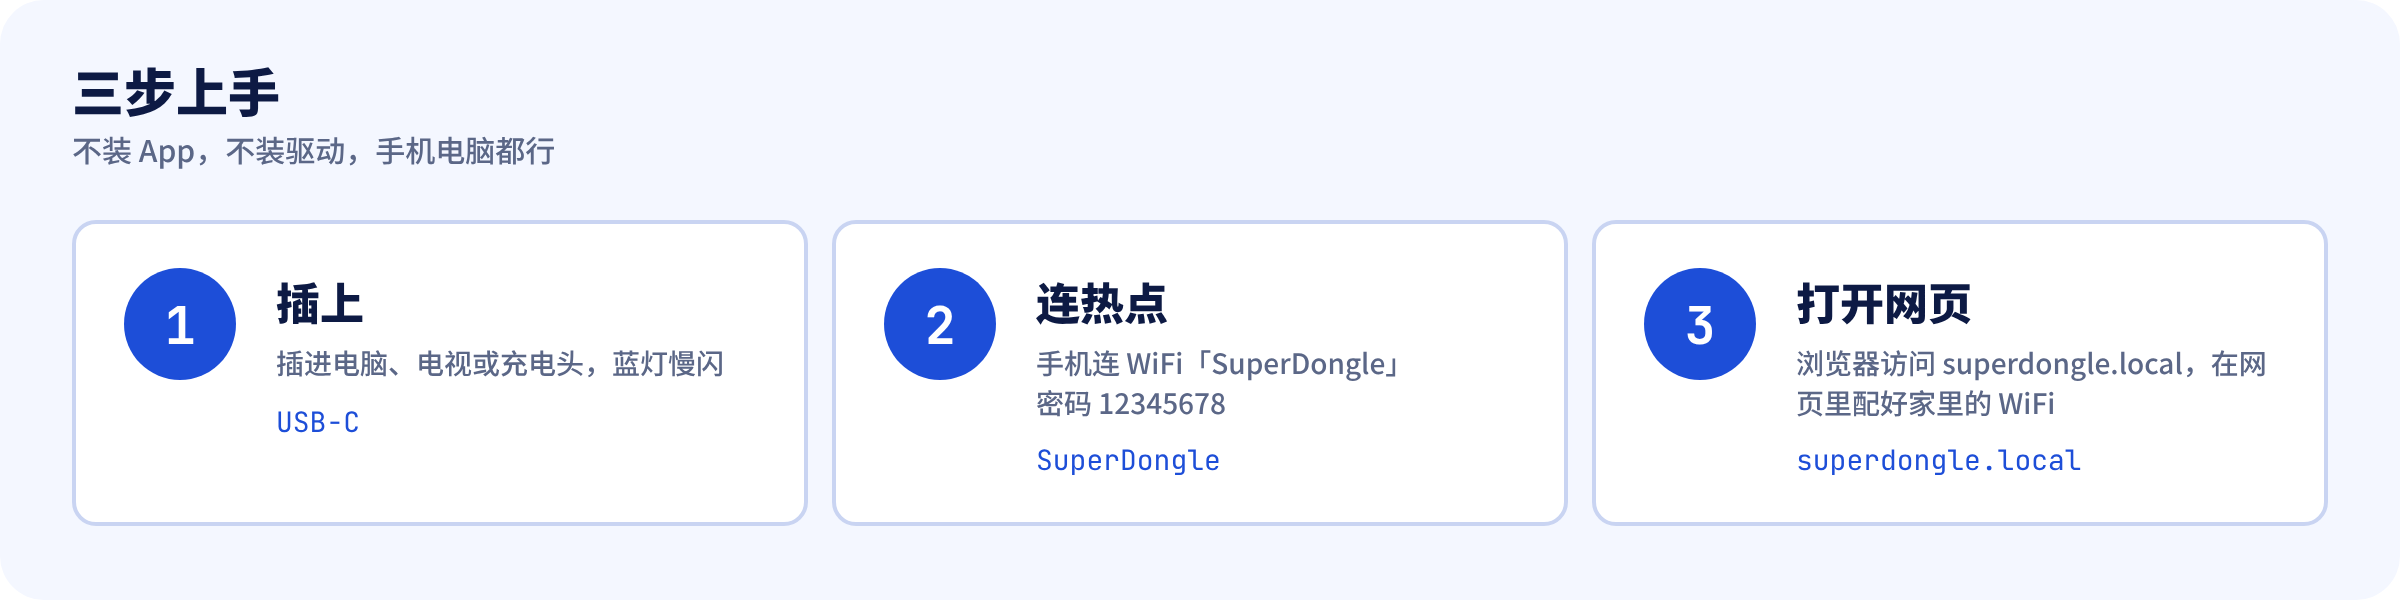 三步上手
不装 App，不装驱动，手机电脑都行
1
插上
插进电脑、电视或充电头，蓝灯慢闪
USB-C
2
连热点
手机连 WiFi「SuperDongle」
密码 12345678
SuperDongle
3
打开网页
浏览器访问 superdongle.local，在网
页里配好家里的 WiFi
superdongle.local